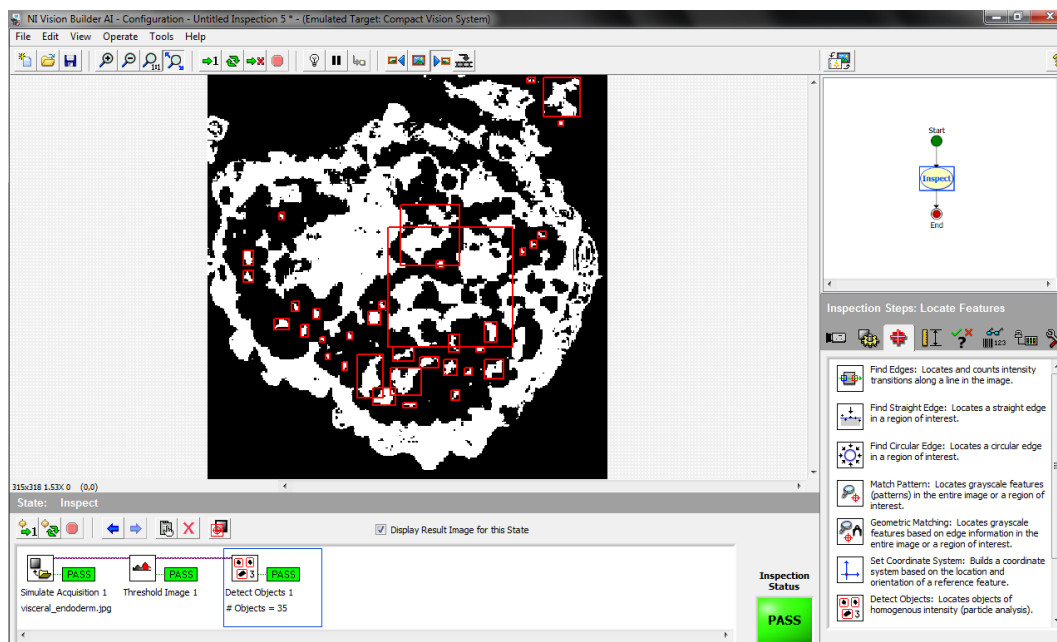 NI Vision Builder AI - Configuration - Untitled Inspection 5 * - (Emulated Target: Compact Vision System)
File Edit View Operate Tools Help
1:1
1
Start
Inspect
End
315x318 1.53X 0 (0,0)
State: Inspect
1
Display Result Image for this State
PASS
PASS
3
PASS
Simulate Acquisition 1
Threshold Image 1
Detect Objects 1
visceral_endoderm.jpg
# Objects = 35
Inspection
Status
PASS
Inspection Steps: Locate Features
?
123
Find Edges: Locates and counts intensity
transitions along a line in the image.
Find Straight Edge: Locates a straight edge
in a region of interest.
Find Circular Edge: Locates a circular edge
in a region of interest.
Match Pattern: Locates grayscale features
(patterns) in the entire image or a region of
interest.
Geometric Matching: Locates grayscale
features based on edge information in the
entire image or a region of interest.
Set Coordinate System: Builds a coordinate
system based on the location and
orientation of a reference feature.
3
Detect Objects: Locates objects of
homogenous intensity (particle analysis).